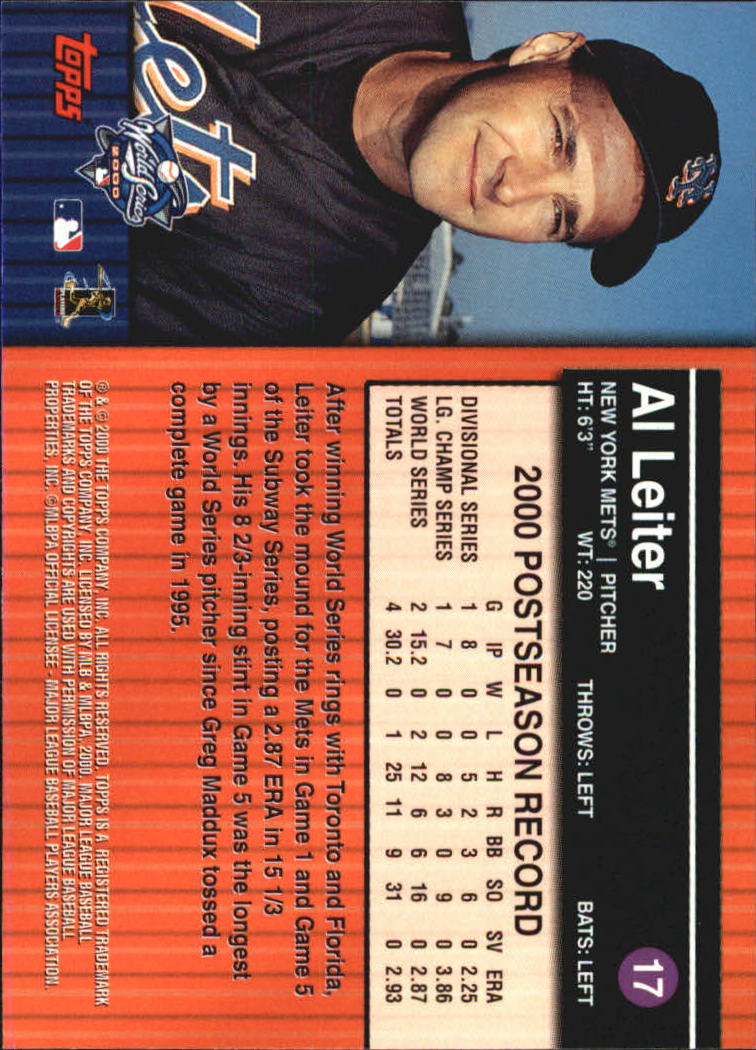 Al Leiter
17
NEW YORK METS® | PITCHER
HT: 6'3" WT: 220 THROWS: LEFT BATS: LEFT
2000 POSTSEASON RECORD
G IP W L H R BB SO SV ERA
DIVISIONAL SERIES 1 8 0 0 5 2 3 6 0 2.25
LG. CHAMP SERIES 1 7 0 0 8 3 0 9 0 3.86
WORLD SERIES 2 15.2 0 1 12 6 6 16 0 2.87
TOTALS 4 30.2 0 1 25 11 9 31 0 2.93
After winning World Series rings with Toronto and Florida,
Leiter took the mound for the Mets in Game 1 and Game 5
of the Subway Series, posting a 2.87 ERA in 15 1/3
innings. His 8 2/3-inning stint in Game 5 was the longest
by a World Series pitcher since Greg Maddux tossed a
complete game in 1995.
® & © 2000 THE TOPPS COMPANY, INC. ALL RIGHTS RESERVED. TOPPS IS A REGISTERED TRADEMARK
OF THE TOPPS COMPANY, INC. LICENSED BY MLB & MLBPA, 2000. MAJOR LEAGUE BASEBALL
TRADEMARKS AND COPYRIGHTS ARE USED WITH PERMISSION OF MAJOR LEAGUE BASEBALL
PROPERTIES, INC. © MLBPA OFFICIAL LICENSEE - MAJOR LEAGUE BASEBALL PLAYERS ASSOCIATION.
NY
ets
topps
World Series
2000